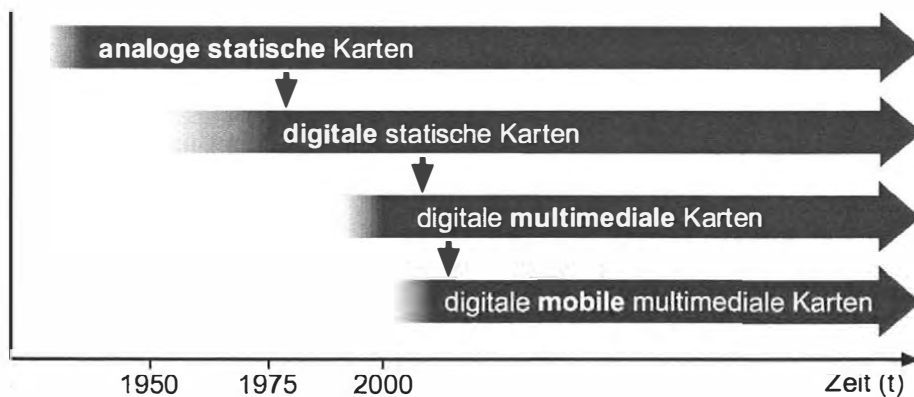 analoge statische Karten
digitale statische Karten
digitale multimediale Karten
digitale mobile multimediale Karten
1950 1975 2000 Zeit (t)